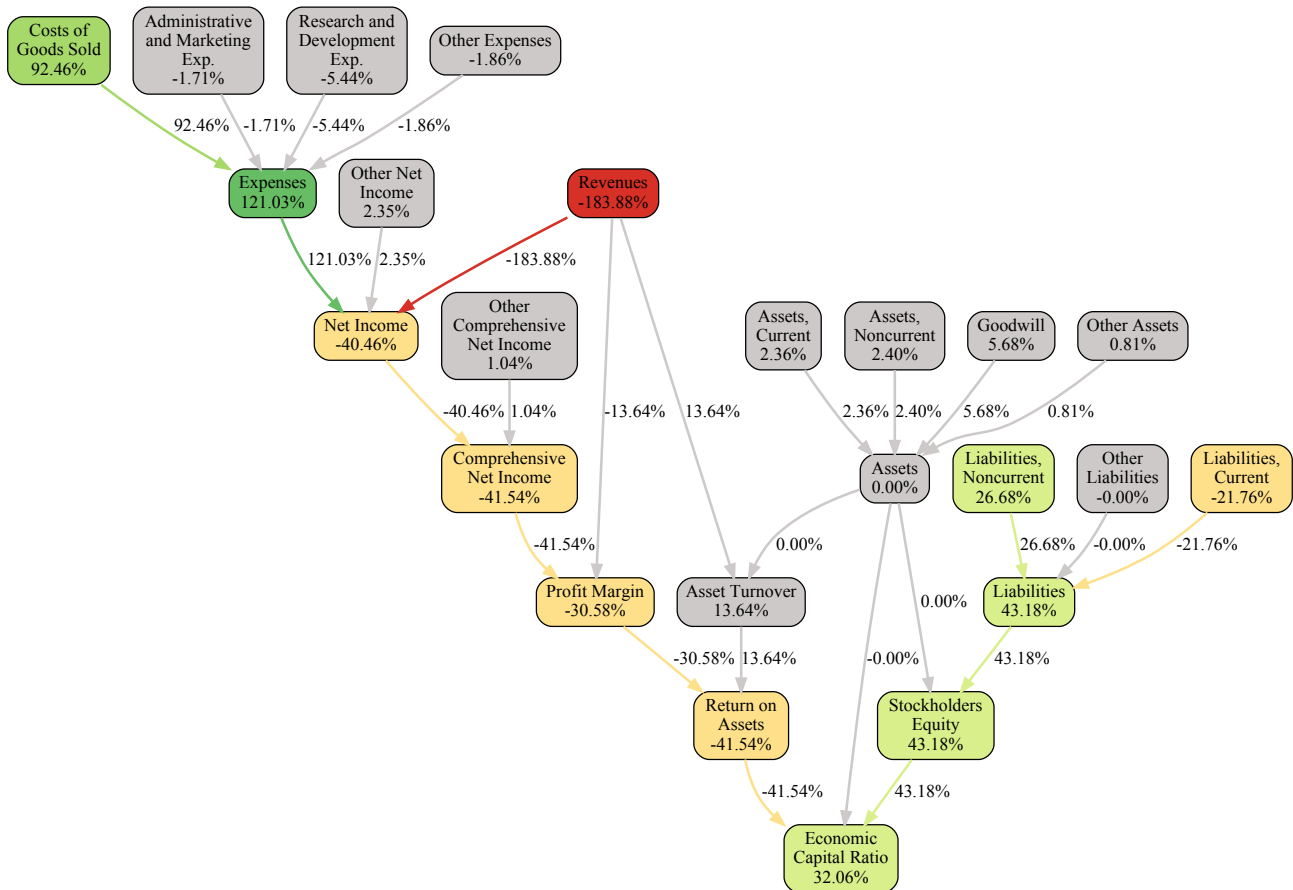 Costs of
Goods Sold
92.46%
Administrative
and Marketing
Exp.
-1.71%
Research and
Development
Exp.
-5.44%
Other Expenses
-1.86%
92.46%
-1.71%
-5.44%
-1.86%
Expenses
121.03%
Other Net
Income
2.35%
Revenues
-183.88%
121.03%
2.35%
-183.88%
Net Income
-40.46%
Other
Comprehensive
Net Income
1.04%
Assets,
Current
2.36%
Assets,
Noncurrent
2.40%
Goodwill
5.68%
Other Assets
0.81%
-40.46%
1.04%
-13.64%
13.64%
2.36%
2.40%
5.68%
0.81%
Comprehensive
Net Income
-41.54%
Assets
0.00%
Liabilities,
Noncurrent
26.68%
Other
Liabilities
-0.00%
Liabilities,
Current
-21.76%
-41.54%
0.00%
26.68%
-0.00%
-21.76%
Profit Margin
-30.58%
Asset Turnover
13.64%
0.00%
Liabilities
43.18%
-30.58%
13.64%
-0.00%
43.18%
Return on
Assets
-41.54%
Stockholders
Equity
43.18%
-41.54%
43.18%
Economic
Capital Ratio
32.06%